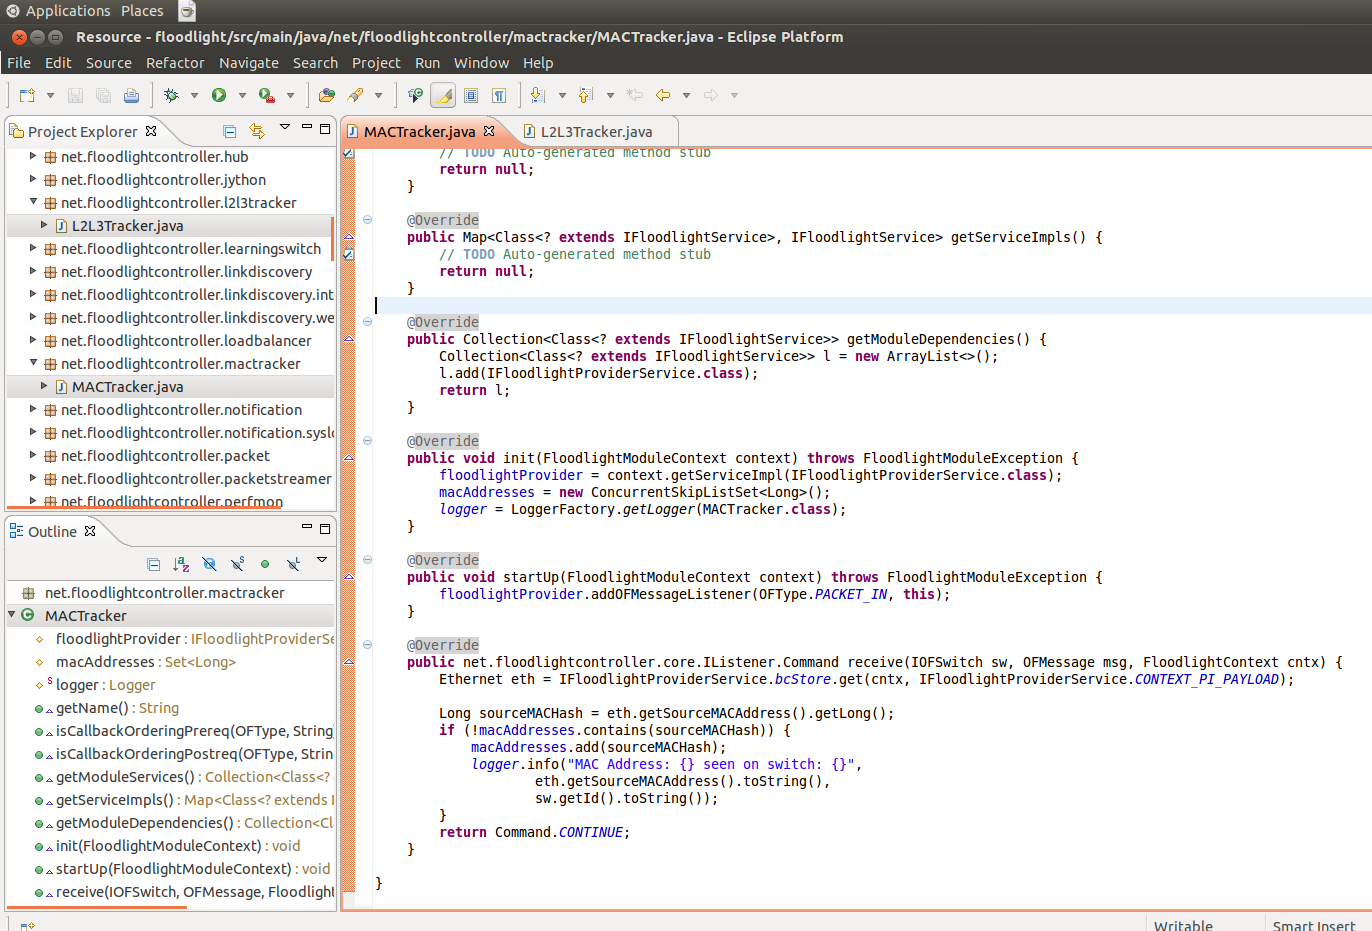 Applications Places
Resource - floodlight/src/main/java/net/floodlightcontroller/mactracker/MACTracker.java - Eclipse Platform
File Edit Source Refactor Navigate Search Project Run Window Help
Project Explorer
net.floodlightcontroller.hub
net.floodlightcontroller.jython
net.floodlightcontroller.l2l3tracker
L2L3Tracker.java
net.floodlightcontroller.learningswitch
net.floodlightcontroller.linkdiscovery
net.floodlightcontroller.linkdiscovery.int
net.floodlightcontroller.linkdiscovery.we
net.floodlightcontroller.loadbalancer
net.floodlightcontroller.mactracker
MACTracker.java
net.floodlightcontroller.notification
net.floodlightcontroller.notification.syslo
net.floodlightcontroller.packet
net.floodlightcontroller.packetstreamer
net.floodlightcontroller.perfmon
Outline
net.floodlightcontroller.mactracker
MACTracker
floodlightProvider : IFloodlightProviderSe
macAddresses : Set<Long>
logger : Logger
getName() : String
isCallbackOrderingPrereq(OFType, String)
isCallbackOrderingPostreq(OFType, Strin
getModuleServices() : Collection<Class<?
getServiceImpls() : Map<Class<? extends I
getModuleDependencies() : Collection<Cl
init(FloodlightModuleContext) : void
startUp(FloodlightModuleContext) : void
receive(IOFSwitch, OFMessage, Floodlight
MACTracker.java L2L3Tracker.java
// TODO Auto-generated method stub
return null;
}
@Override
public Map<Class<? extends IFloodlightService>, IFloodlightService> getServiceImpls() {
// TODO Auto-generated method stub
return null;
}
@Override
public Collection<Class<? extends IFloodlightService>> getModuleDependencies() {
Collection<Class<? extends IFloodlightService>> l = new ArrayList<>();
l.add(IFloodlightProviderService.class);
return l;
}
@Override
public void init(FloodlightModuleContext context) throws FloodlightModuleException {
floodlightProvider = context.getServiceImpl(IFloodlightProviderService.class);
macAddresses = new ConcurrentSkipListSet<Long>();
logger = LoggerFactory.getLogger(MACTracker.class);
}
@Override
public void startUp(FloodlightModuleContext context) throws FloodlightModuleException {
floodlightProvider.addOFMessageListener(OFType.PACKET_IN, this);
}
@Override
public net.floodlightcontroller.core.IListener.Command receive(IOFSwitch sw, OFMessage msg, FloodlightContext cntx) {
Ethernet eth = IFloodlightProviderService.bcStore.get(cntx, IFloodlightProviderService.CONTEXT_PI_PAYLOAD);
Long sourceMACHash = eth.getSourceMACAddress().getLong();
if (!macAddresses.contains(sourceMACHash)) {
macAddresses.add(sourceMACHash);
logger.info("MAC Address: {} seen on switch: {}",
eth.getSourceMACAddress().toString(),
sw.getId().toString());
}
return Command.CONTINUE;
}
}
Writable Smart Insert